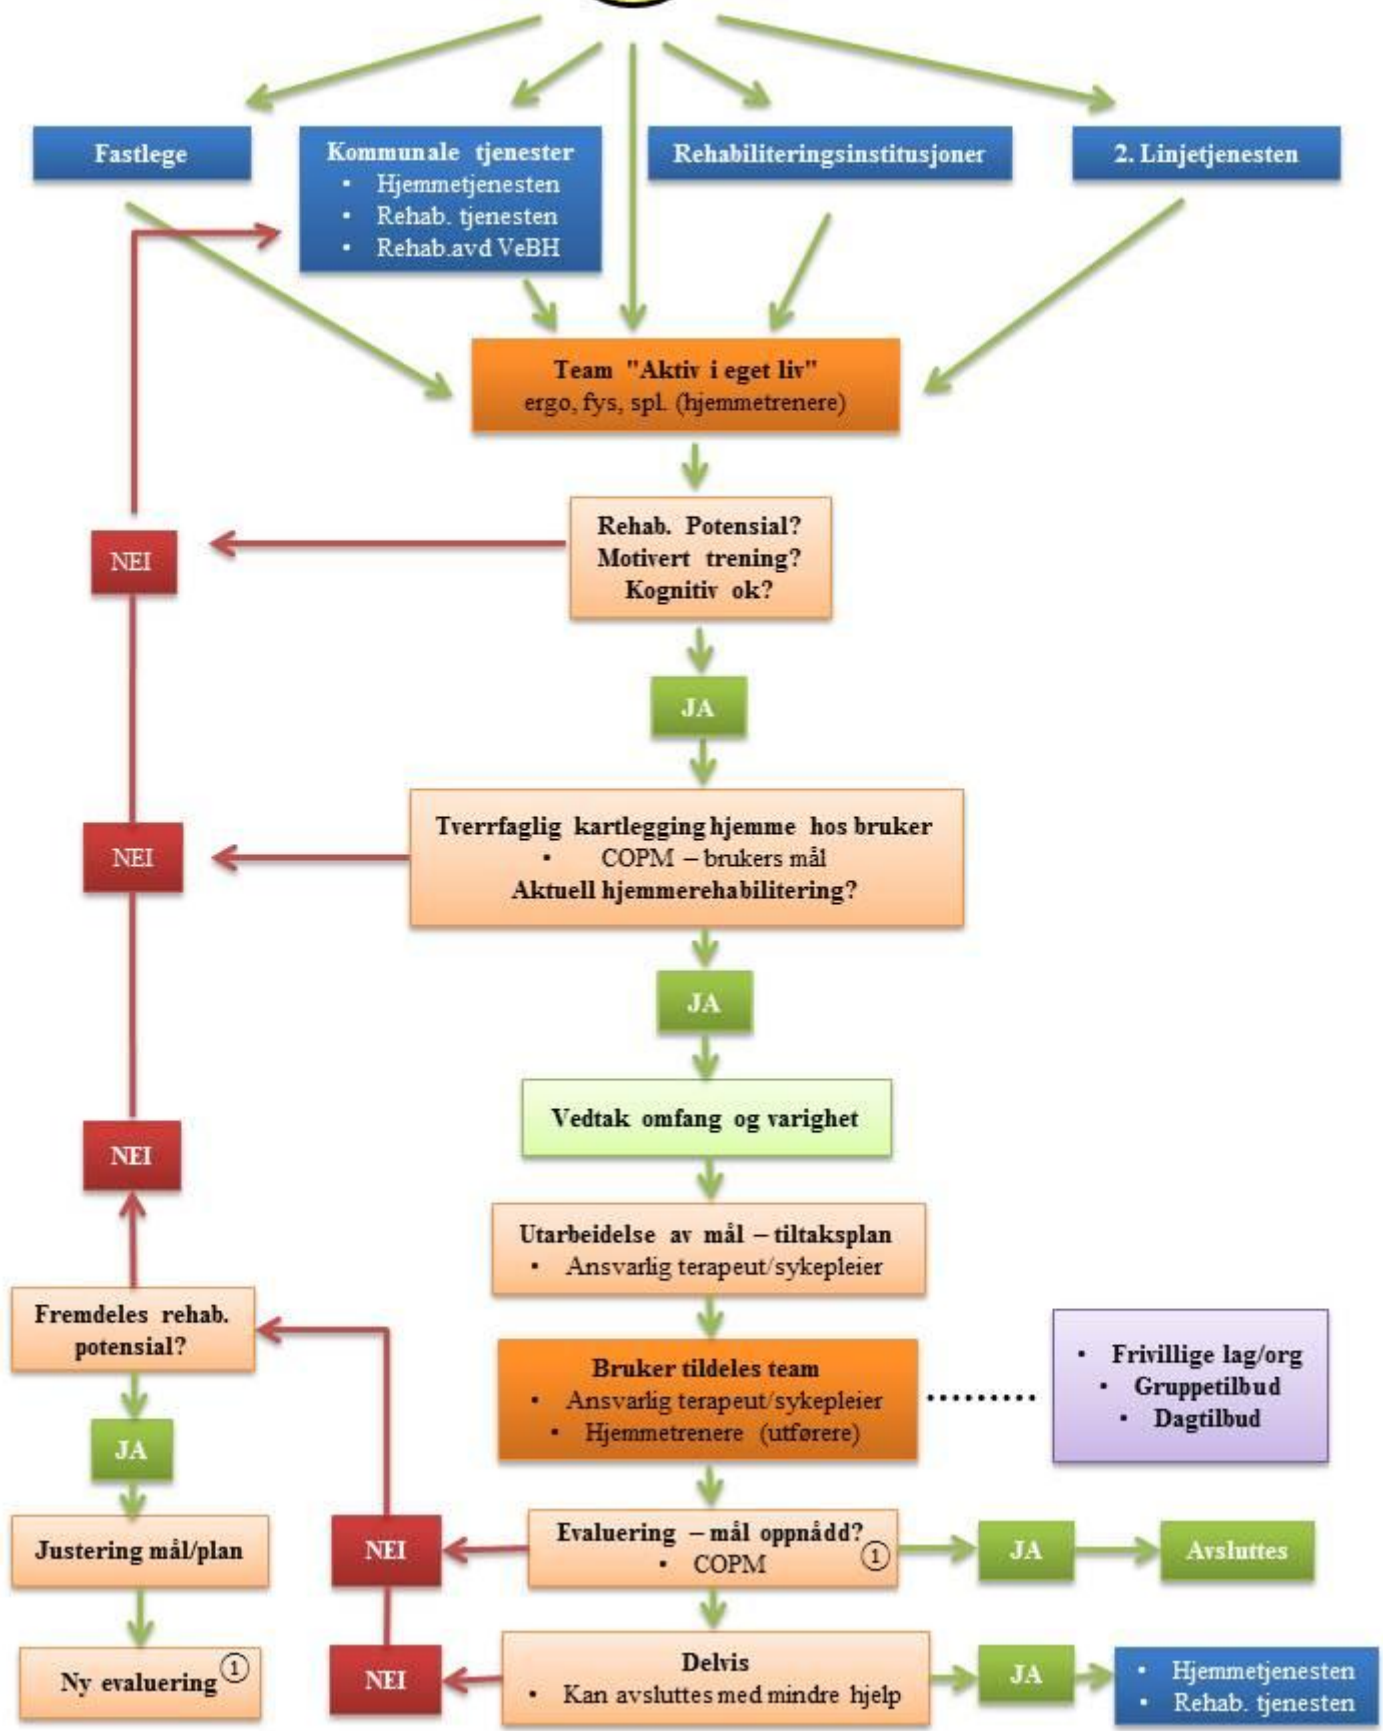 Fastlege
Kommunale tjenester
• Hjemmetjenesten
• Rehab. tjenesten
• Rehab.avd VeBH
Rehabiliteringsinstitusjoner
2. Linjetjenesten
Team "Aktiv i eget liv"
ergo, fys, spl. (hjemmetrenere)
Rehab. Potensial?
Motivert trening?
Kognitiv ok?
NEI
JA
Tverrfaglig kartlegging hjemme hos bruker
• COPM – brukers mål
Aktuell hjemmerehabilitering?
NEI
JA
Vedtak omfang og varighet
NEI
Utarbeidelse av mål – tiltaksplan
• Ansvarlig terapeut/sykepleier
Fremdeles rehab.
potensial?
Bruker tildeles team
• Ansvarlig terapeut/sykepleier
• Hjemmetrenere (utførere)
• Frivillige lag/org
• Gruppetilbud
• Dagtilbud
JA
Justering mål/plan
NEI
Evaluering – mål oppnådd?
• COPM ①
JA
Avsluttes
Ny evaluering ①
NEI
Delvis
• Kan avsluttes med mindre hjelp
JA
• Hjemmetjenesten
• Rehab. tjenesten